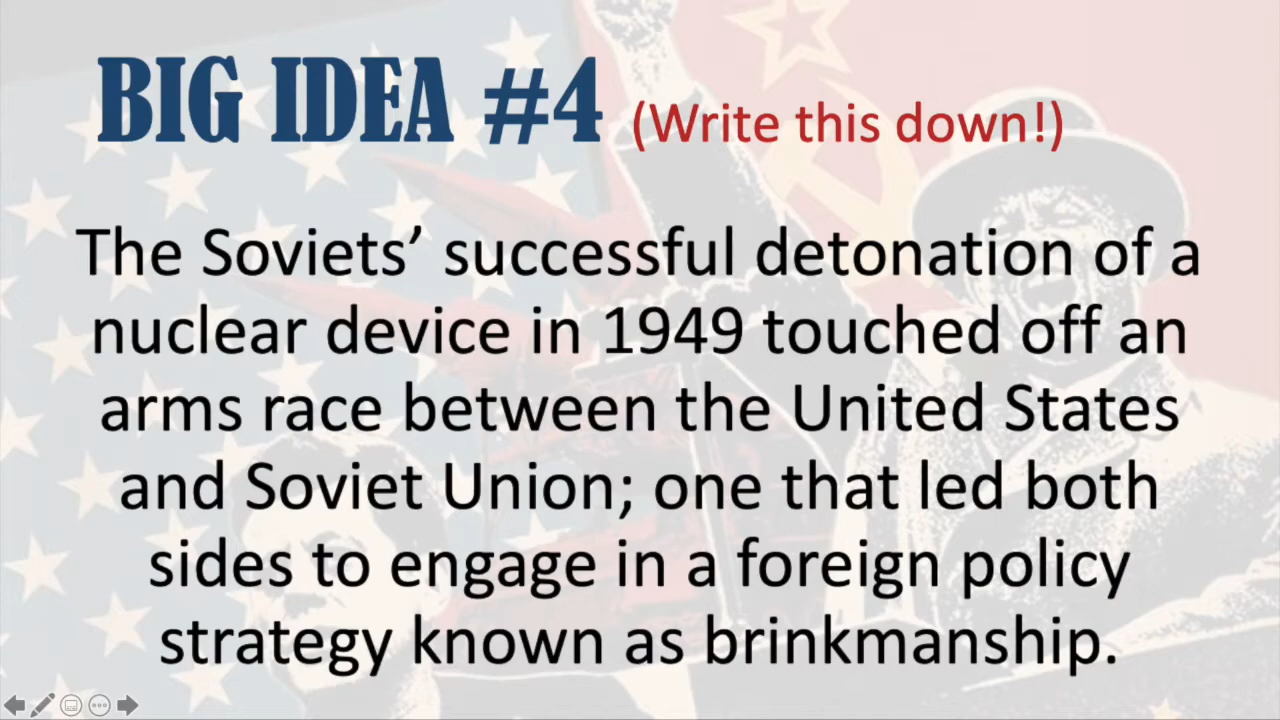 BIG IDEA #4 (Write this down!)
The Soviets’ successful detonation of a
nuclear device in 1949 touched off an
arms race between the United States
and Soviet Union; one that led both
sides to engage in a foreign policy
strategy known as brinkmanship.